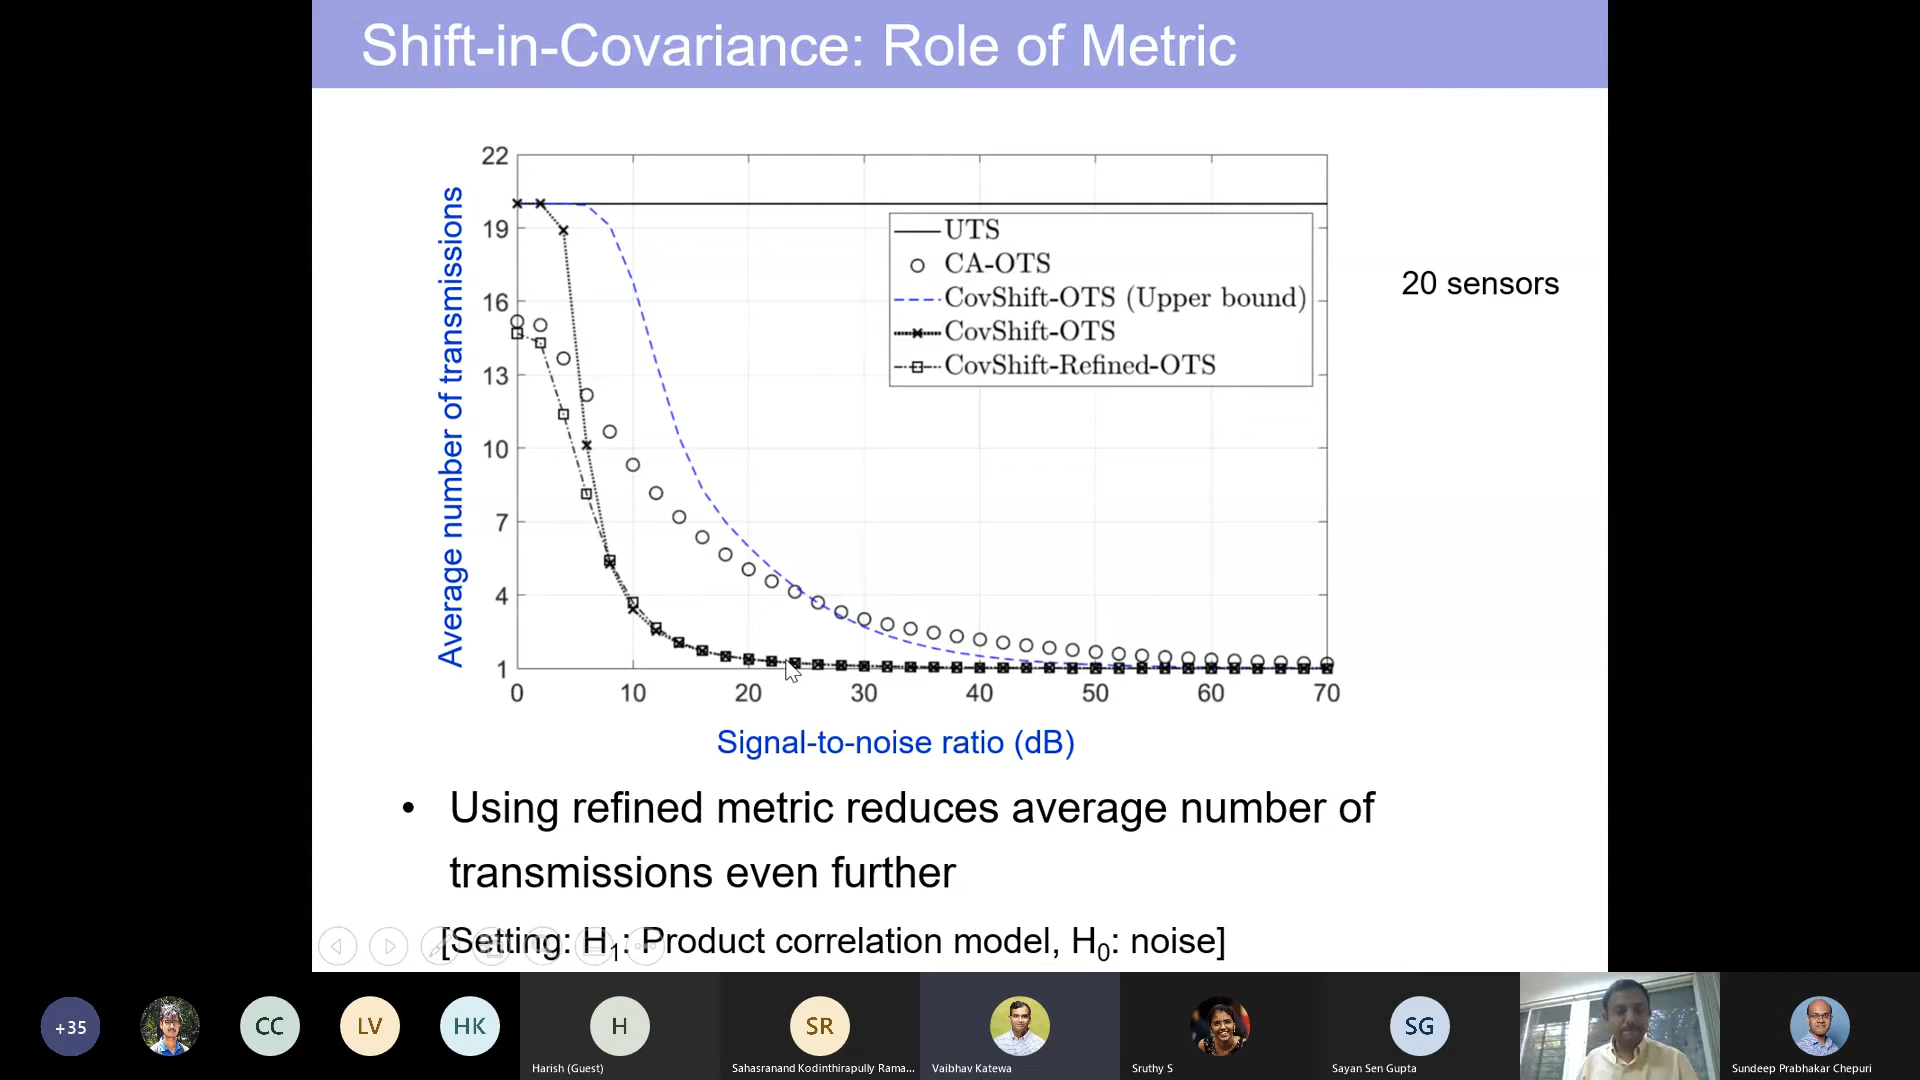 Shift-in-Covariance: Role of Metric
22
19
16
13
10
7
4
1
Average number of transmissions
UTS
CA-OTS
CovShift-OTS (Upper bound)
CovShift-OTS
CovShift-Refined-OTS
20 sensors
0 10 20 30 40 50 60 70
Signal-to-noise ratio (dB)
• Using refined metric reduces average number of
transmissions even further
[Setting: H1: Product correlation model, H0: noise]
+35 CC LV HK H SR SG
Harish (Guest) Sahasranand Kodinthirapully Rama... Vaibhav Katewa Sruthy S Sayan Sen Gupta Sundeep Prabhakar Chepuri